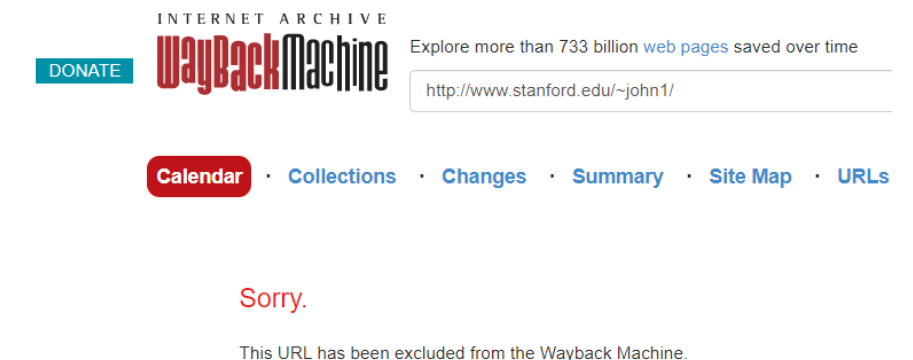 INTERNET ARCHIVE
WayBackMachine
DONATE
Explore more than 733 billion web pages saved over time
http://www.stanford.edu/~john1/
Calendar · Collections · Changes · Summary · Site Map · URLs
Sorry.
This URL has been excluded from the Wayback Machine.